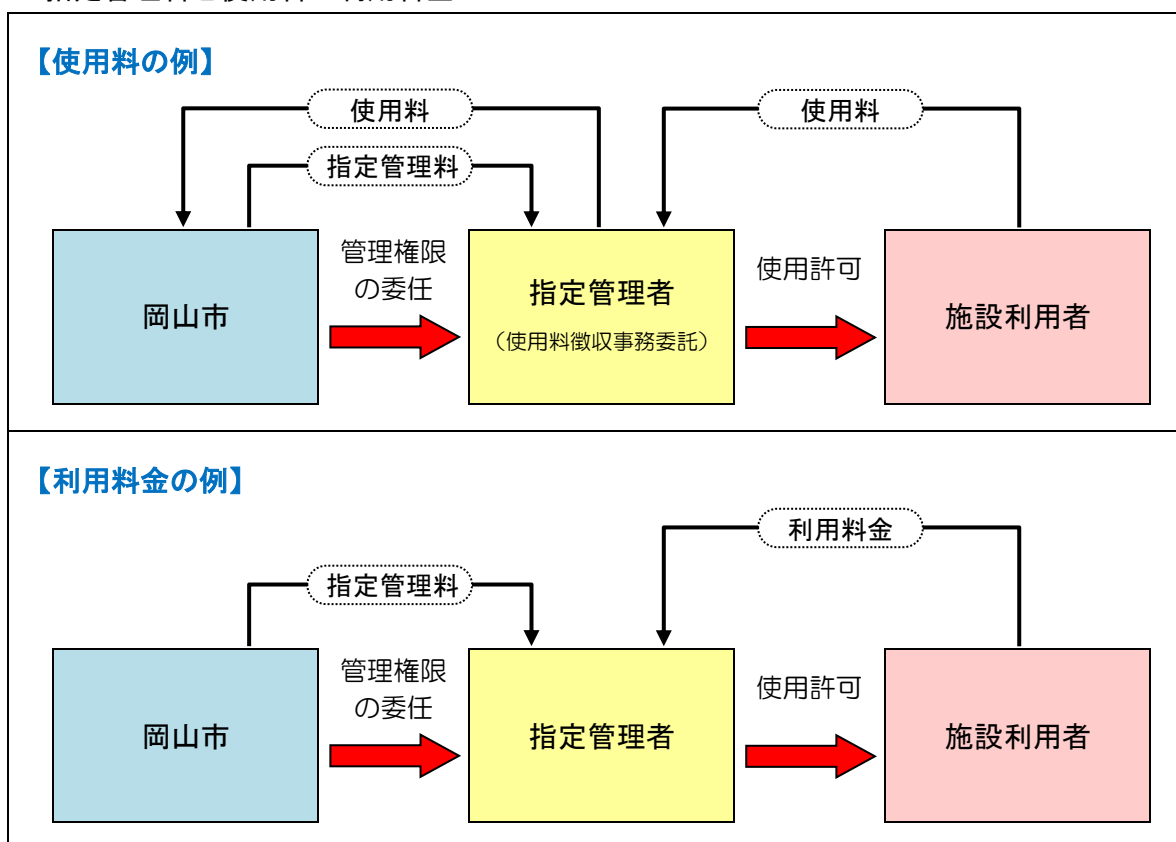 【使用料の例】
使用料
使用料
指定管理料
管理権限
の委任
使用許可
岡山市
指定管理者
（使用料徴収事務委託）
施設利用者
【利用料金の例】
利用料金
指定管理料
管理権限
の委任
使用許可
岡山市
指定管理者
施設利用者